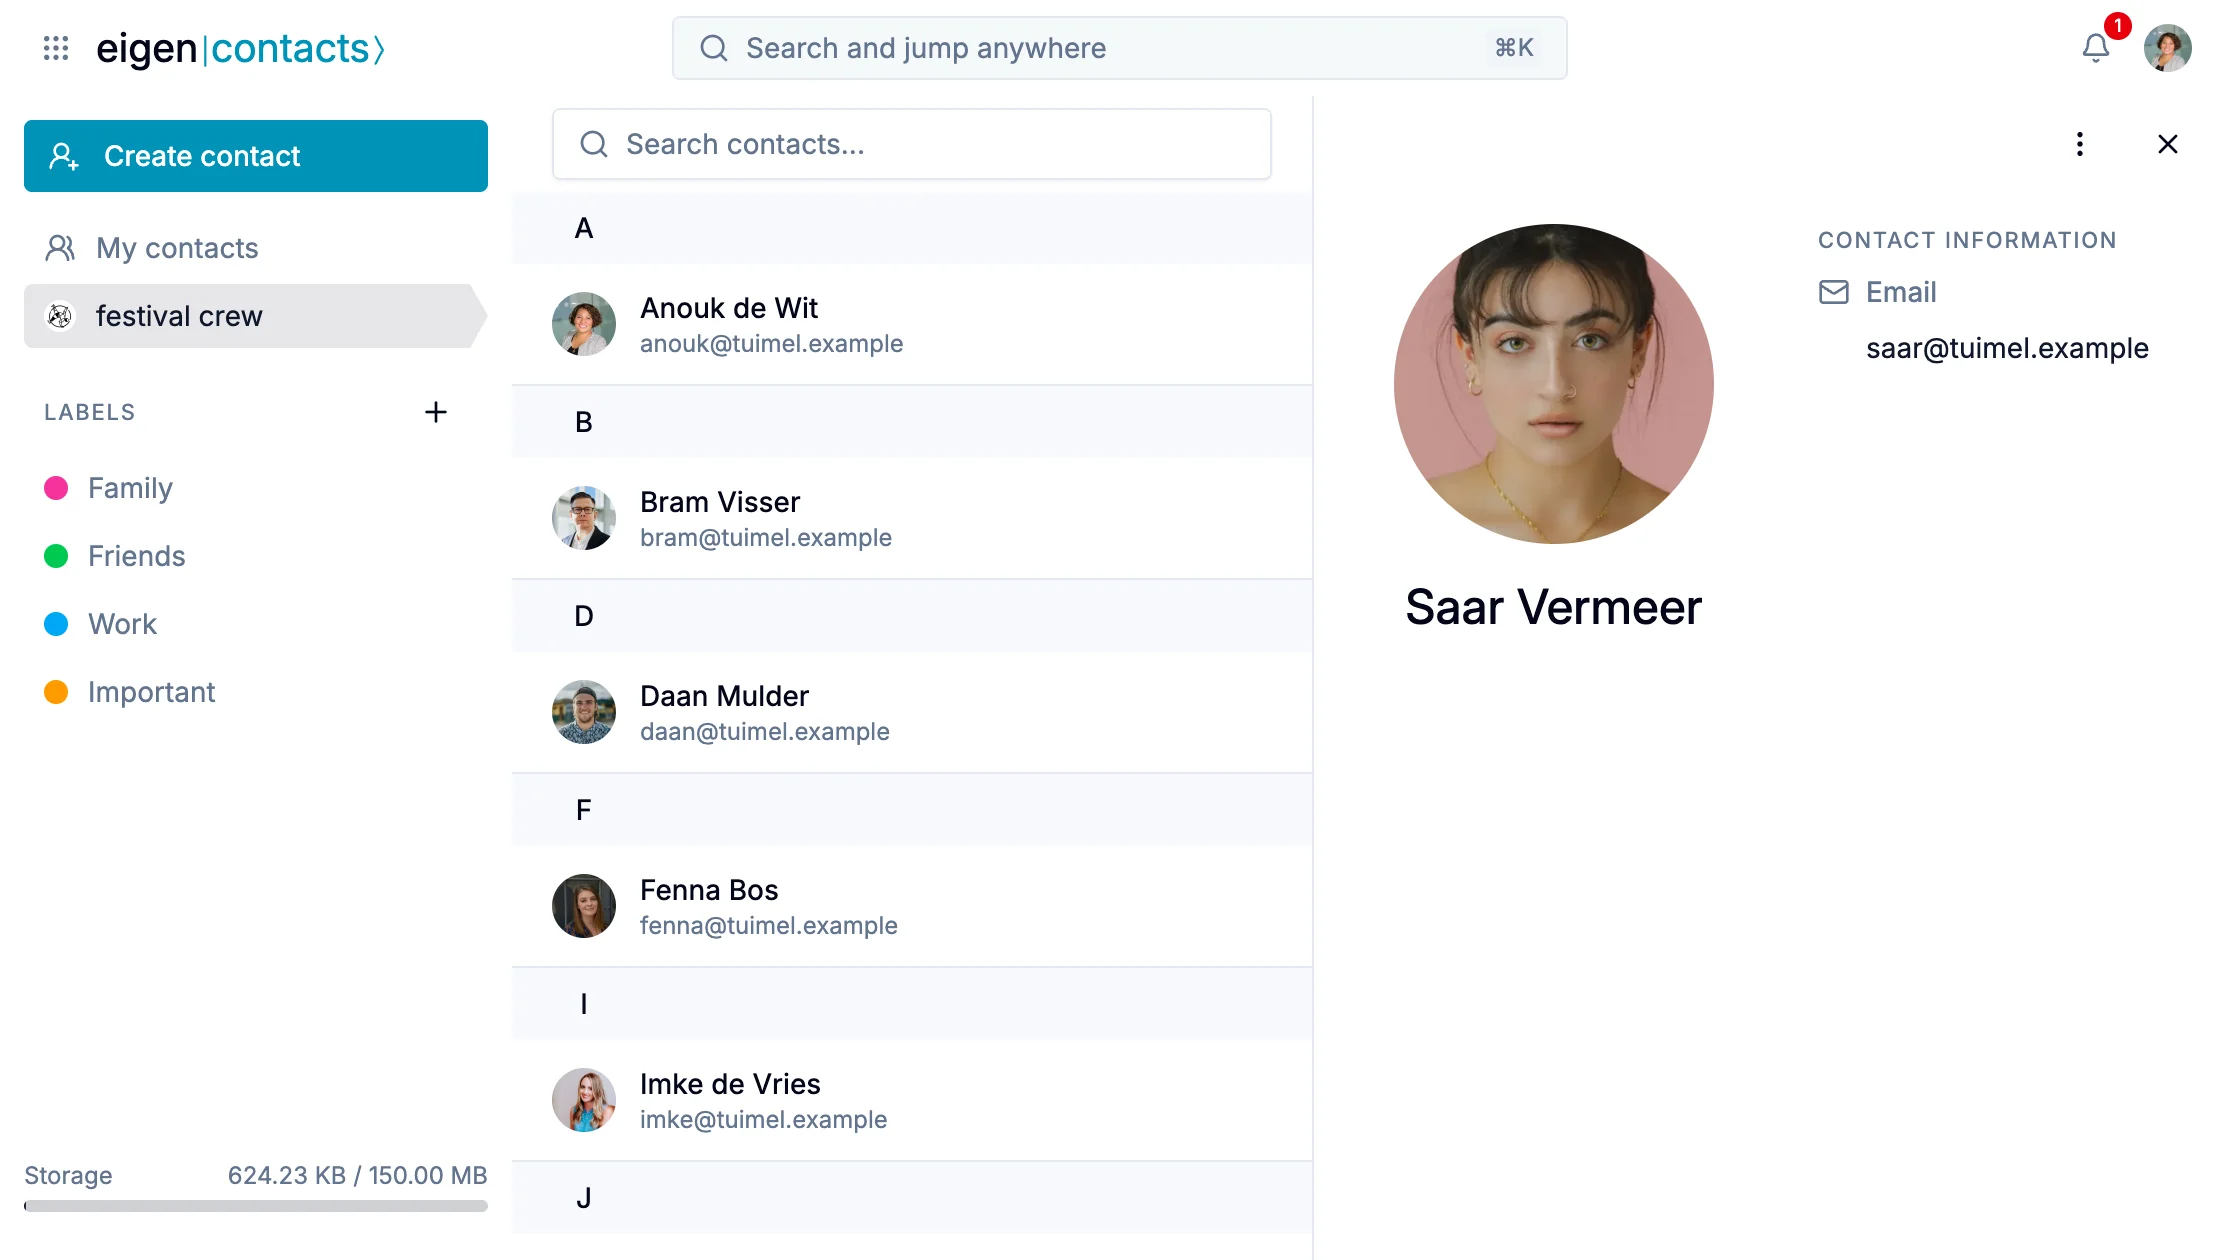 eigen|contacts
Search and jump anywhere ⌘K
1
Create contact
My contacts
festival crew
LABELS
Family
Friends
Work
Important
Storage 624.23 KB / 150.00 MB
Search contacts...
A
Anouk de Wit
anouk@tuimel.example
B
Bram Visser
bram@tuimel.example
D
Daan Mulder
daan@tuimel.example
F
Fenna Bos
fenna@tuimel.example
I
Imke de Vries
imke@tuimel.example
J
Saar Vermeer
CONTACT INFORMATION
Email
saar@tuimel.example